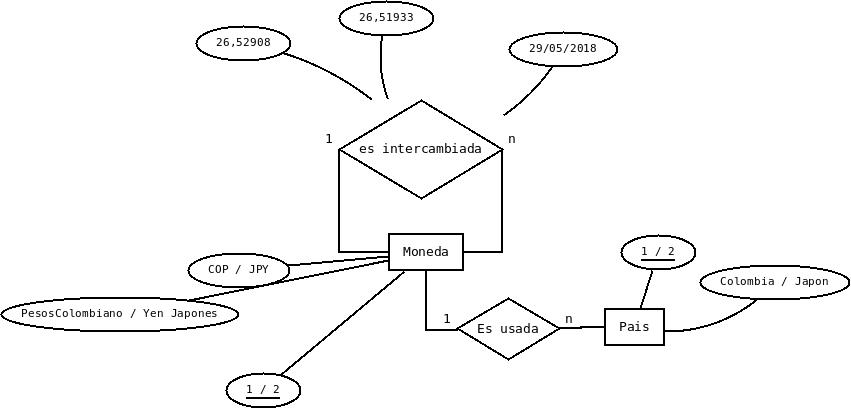 26,51933
26,52908
29/05/2018
1
n
es intercambiada
Moneda
COP / JPY
1 / 2
Colombia / Japon
PesosColombiano / Yen Japones
1
Es usada
n
Pais
1 / 2